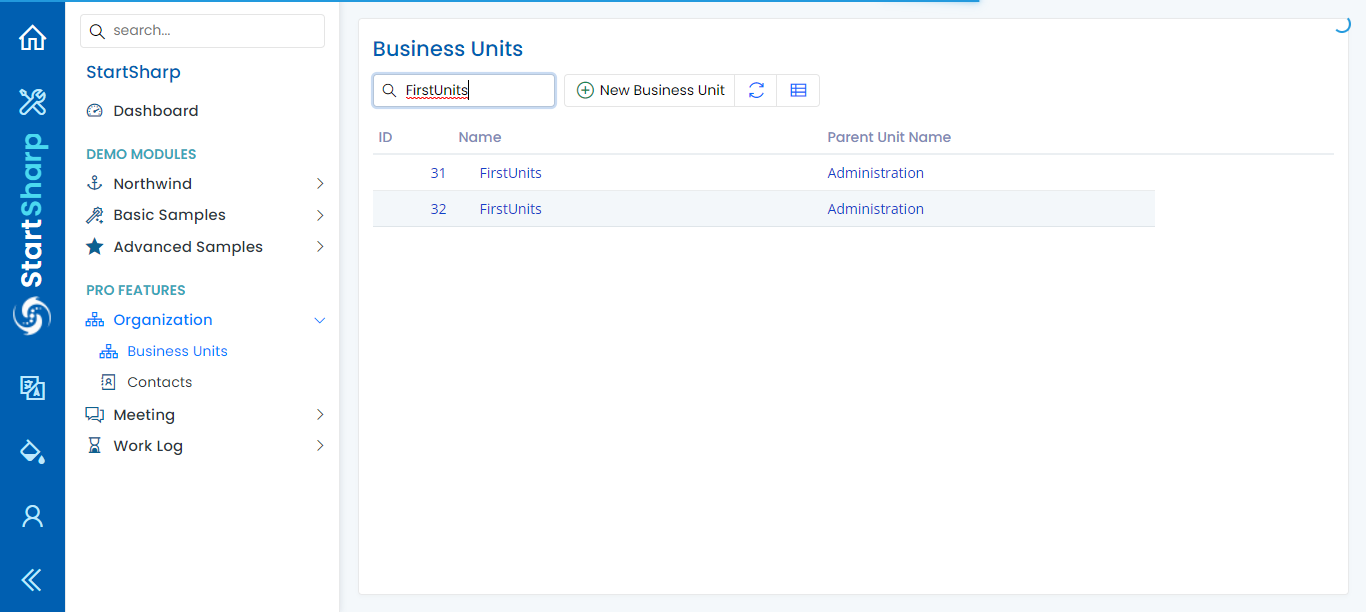 StartSharp
search...
StartSharp
Dashboard
DEMO MODULES
Northwind
Basic Samples
Advanced Samples
PRO FEATURES
Organization
Business Units
Contacts
Meeting
Work Log
Business Units
FirstUnits
New Business Unit
ID Name Parent Unit Name
31 FirstUnits Administration
32 FirstUnits Administration